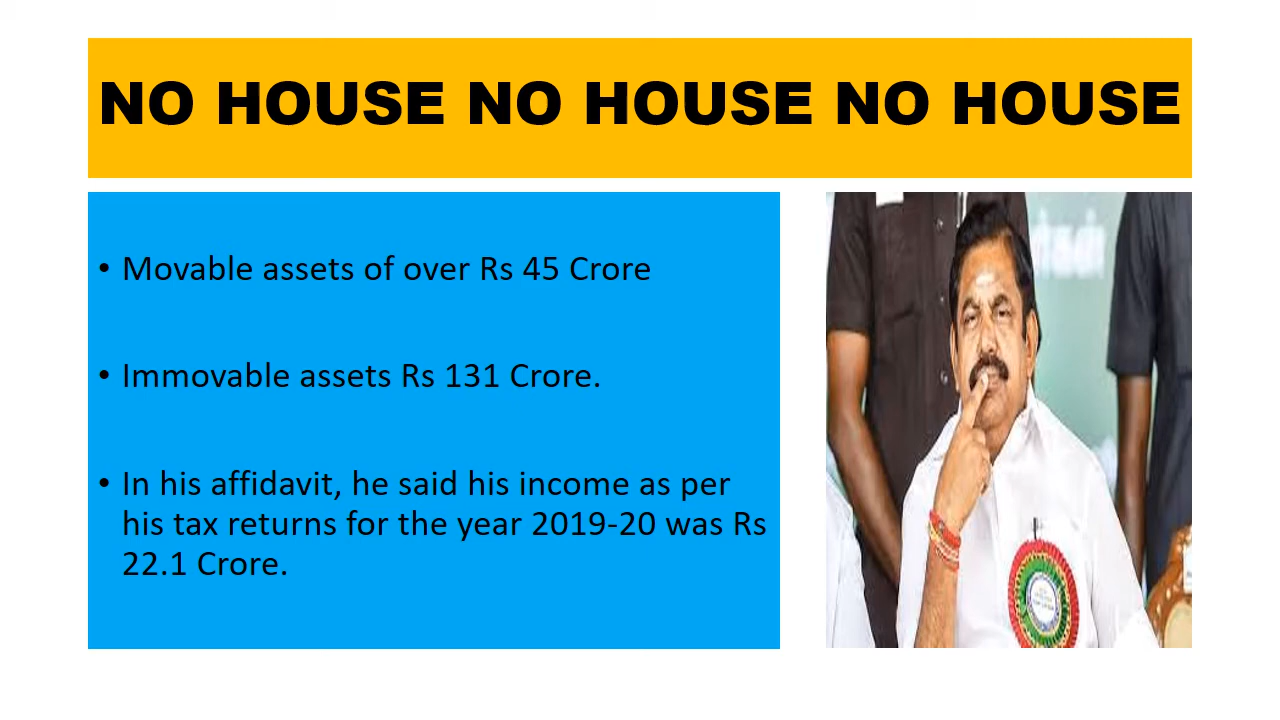 NO HOUSE NO HOUSE NO HOUSE
• Movable assets of over Rs 45 Crore
• Immovable assets Rs 131 Crore.
• In his affidavit, he said his income as per
his tax returns for the year 2019-20 was Rs
22.1 Crore.